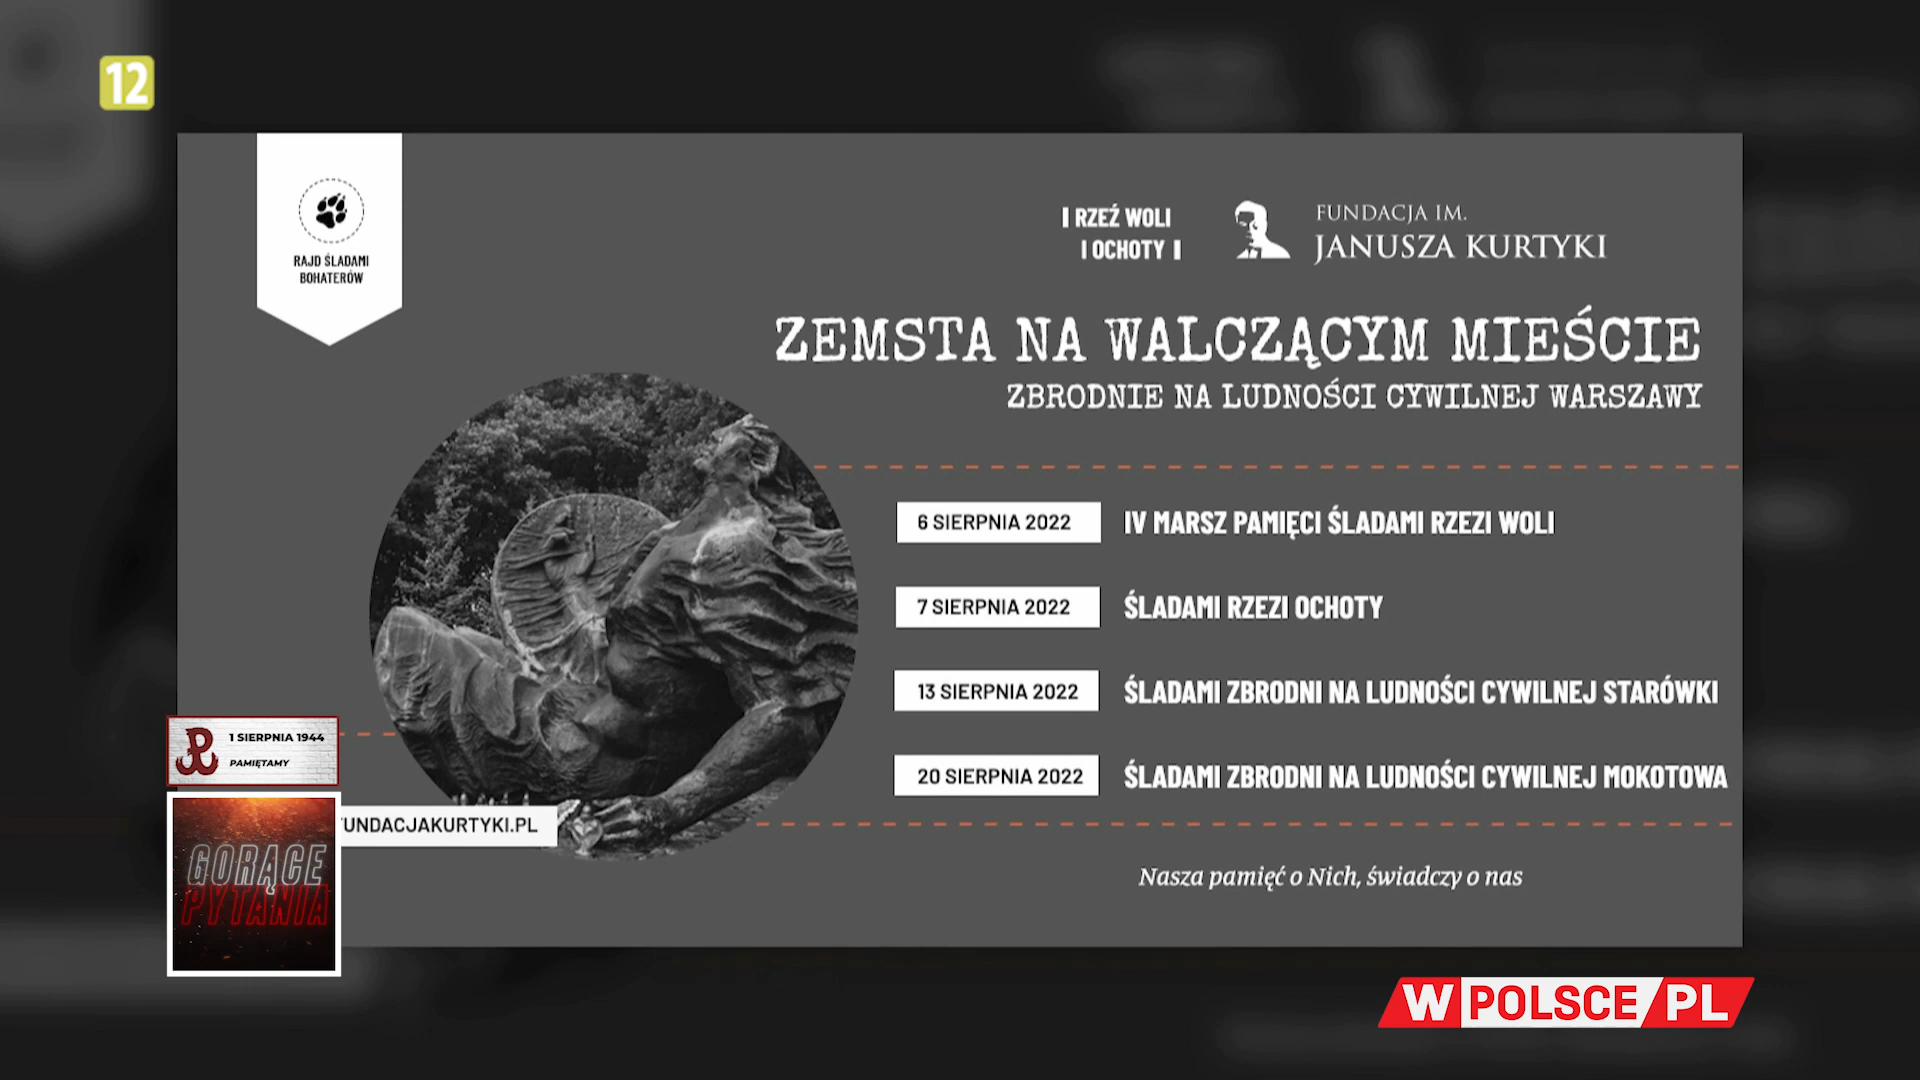 12
RAJD ŚLADAMI
BOHATERÓW
RZEŹ WOLI
I OCHOTY
FUNDACJA IM.
JANUSZA KURTYKI
ZEMSTA NA WALCZĄCYM MIEŚCIE
ZBRODNIE NA LUDNOŚCI CYWILNEJ WARSZAWY
6 SIERPNIA 2022 IV MARSZ PAMIĘCI ŚLADAMI RZEZI WOLI
7 SIERPNIA 2022 ŚLADAMI RZEZI OCHOTY
13 SIERPNIA 2022 ŚLADAMI ZBRODNI NA LUDNOŚCI CYWILNEJ STARÓWKI
20 SIERPNIA 2022 ŚLADAMI ZBRODNI NA LUDNOŚCI CYWILNEJ MOKOTOWA
1 SIERPNIA 1944
PAMIĘTAMY
FUNDACJAKURTYKI.PL
GORĄCE
PYTANIA
Nasza pamięć o Nich, świadczy o nas
W POLSCE/PL